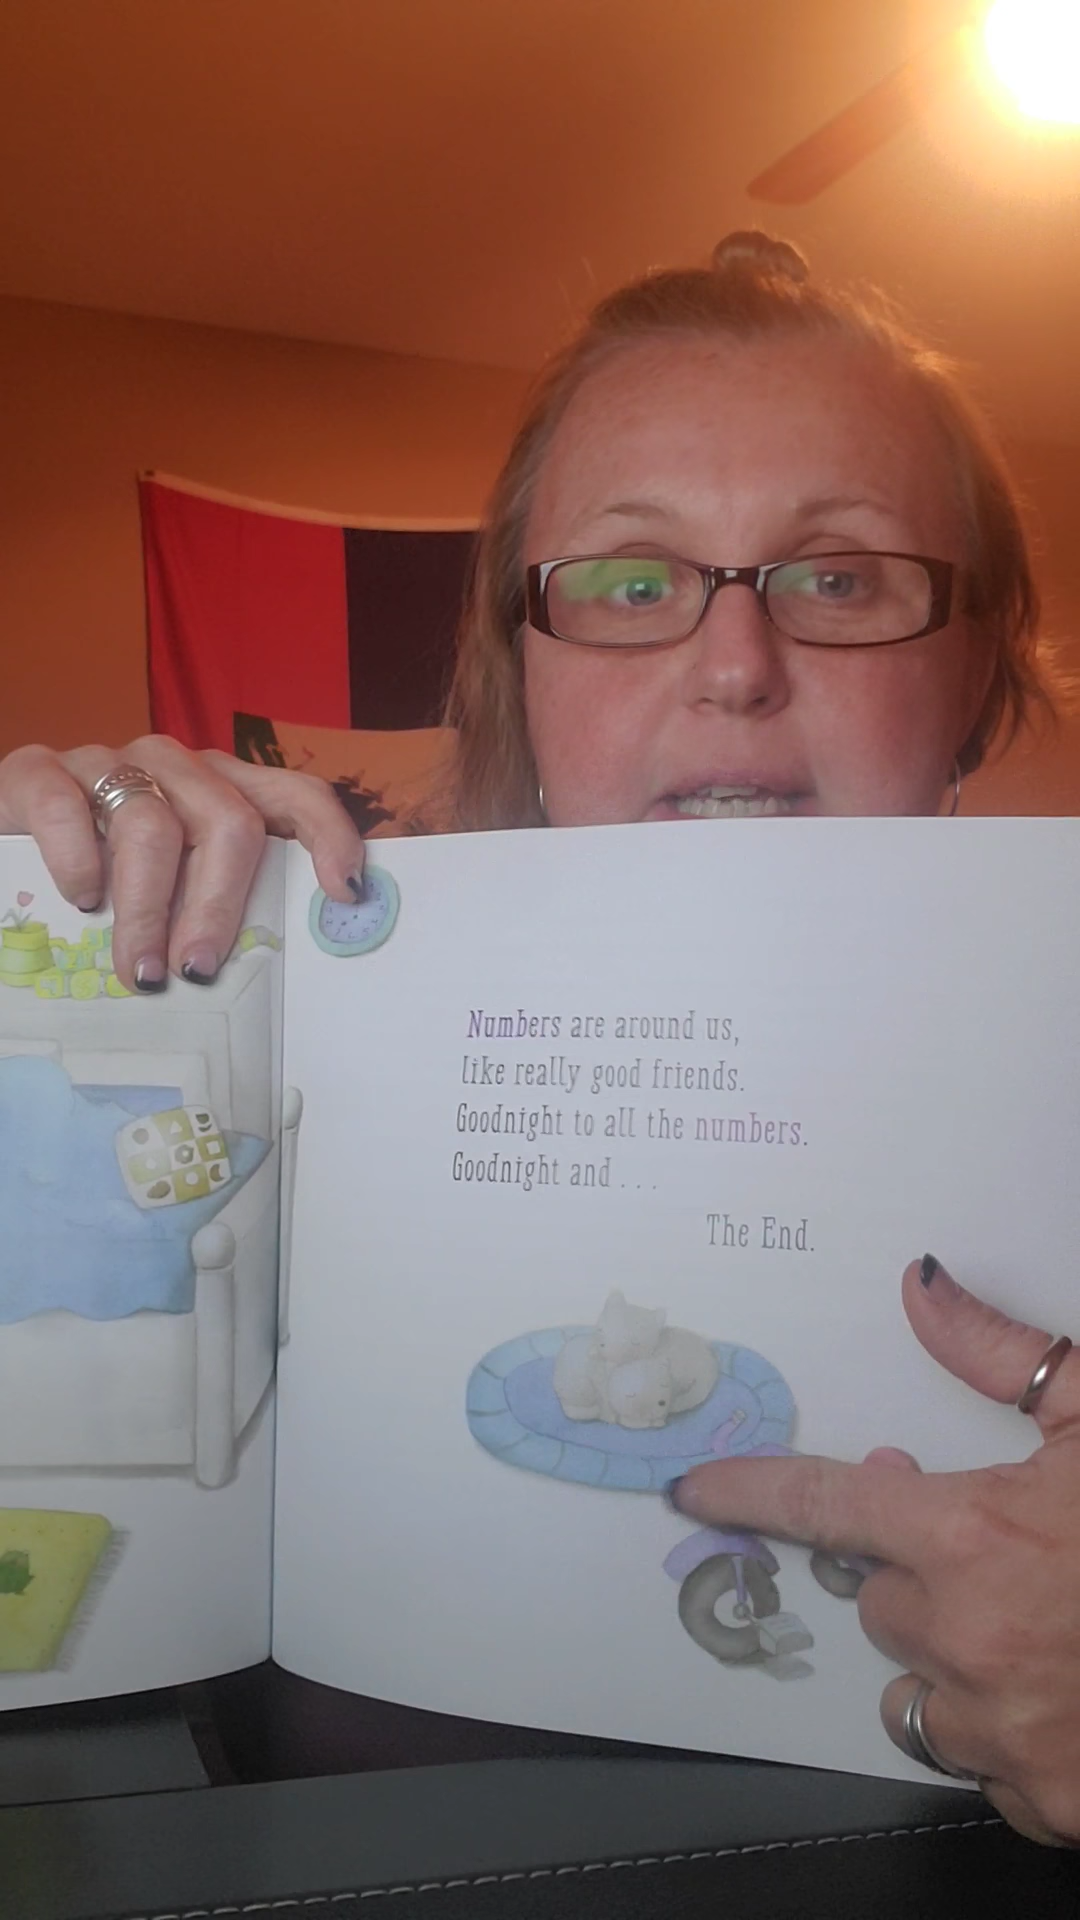 Numbers are around us,
like really good friends.
Goodnight to all the numbers.
Goodnight and . . .
The End.